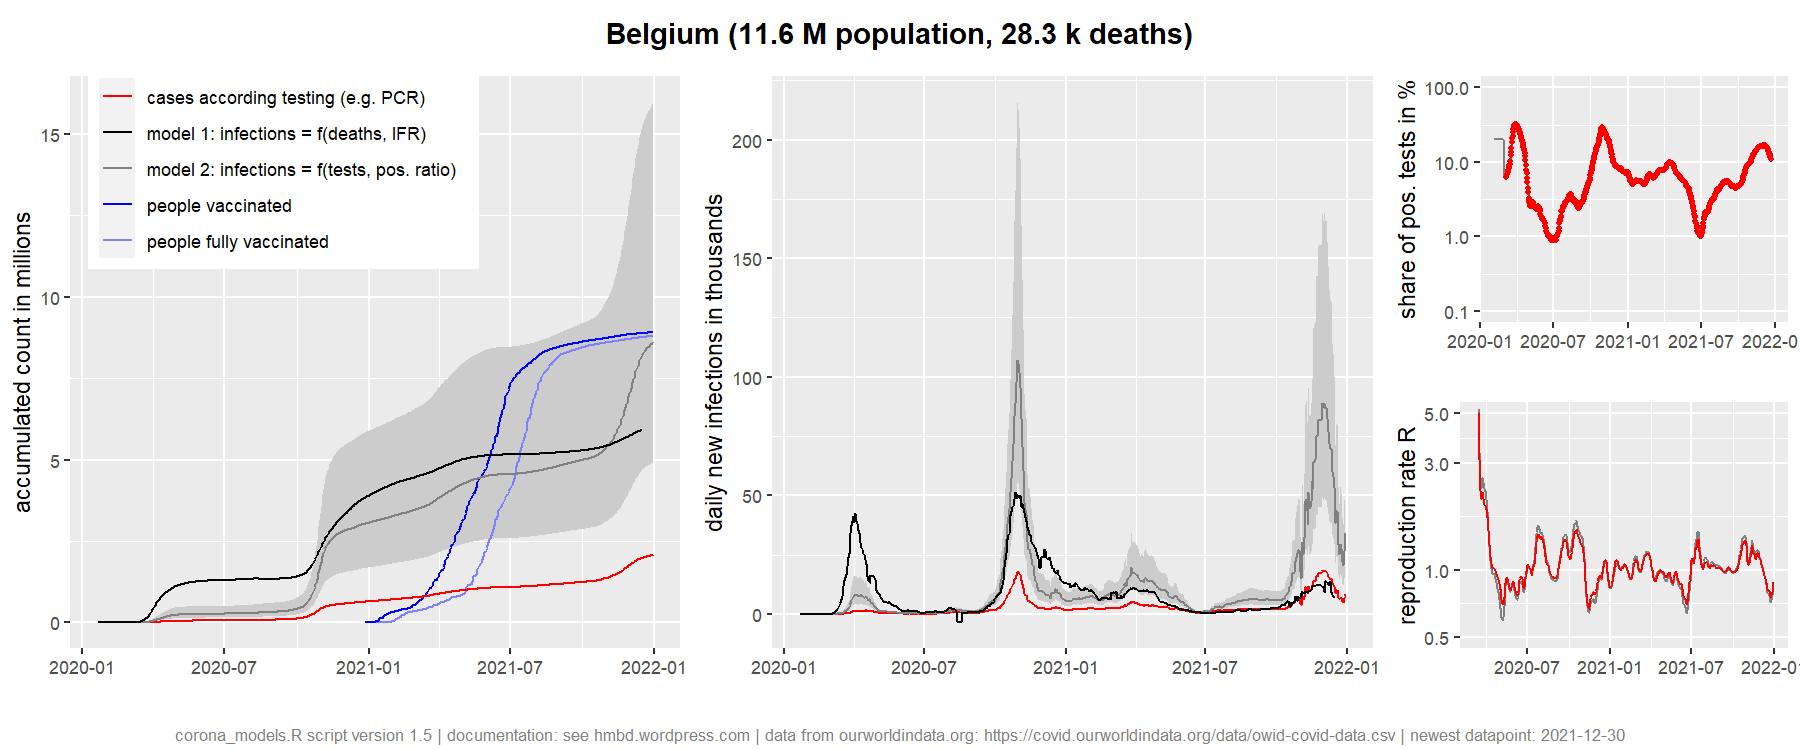 Belgium (11.6 M population, 28.3 k deaths)
accumulated count in millions
15
10
5
0
cases according testing (e.g. PCR)
model 1: infections = f(deaths, IFR)
model 2: infections = f(tests, pos. ratio)
people vaccinated
people fully vaccinated
2020-01 2020-07 2021-01 2021-07 2022-01
daily new infections in thousands
200
150
100
50
0
2020-01 2020-07 2021-01 2021-07 2022-01
share of pos. tests in %
100.0
10.0
1.0
0.1
2020-01 2020-07 2021-01 2021-07 2022-0
reproduction rate R
5.0
3.0
1.0
0.5
2020-07 2021-01 2021-07 2022-0
corona_models.R script version 1.5 | documentation: see hmbd.wordpress.com | data from ourworldindata.org: https://covid.ourworldindata.org/data/owid-covid-data.csv | newest datapoint: 2021-12-30